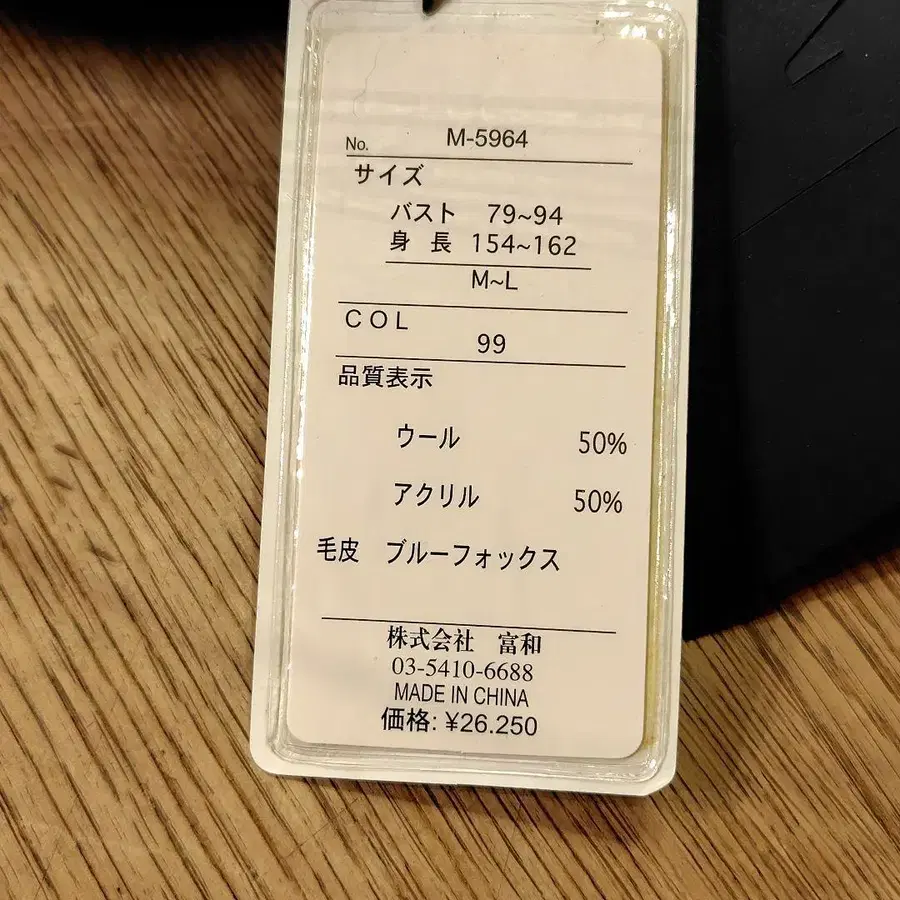 No. M-5964
サイズ
バスト 79~94
身 長 154~162
M~L
COL
99
品質表示
ウール 50%
アクリル 50%
毛皮 ブルーフォックス
株式会社 富和
03-5410-6688
MADE IN CHINA
価格: ¥26.250